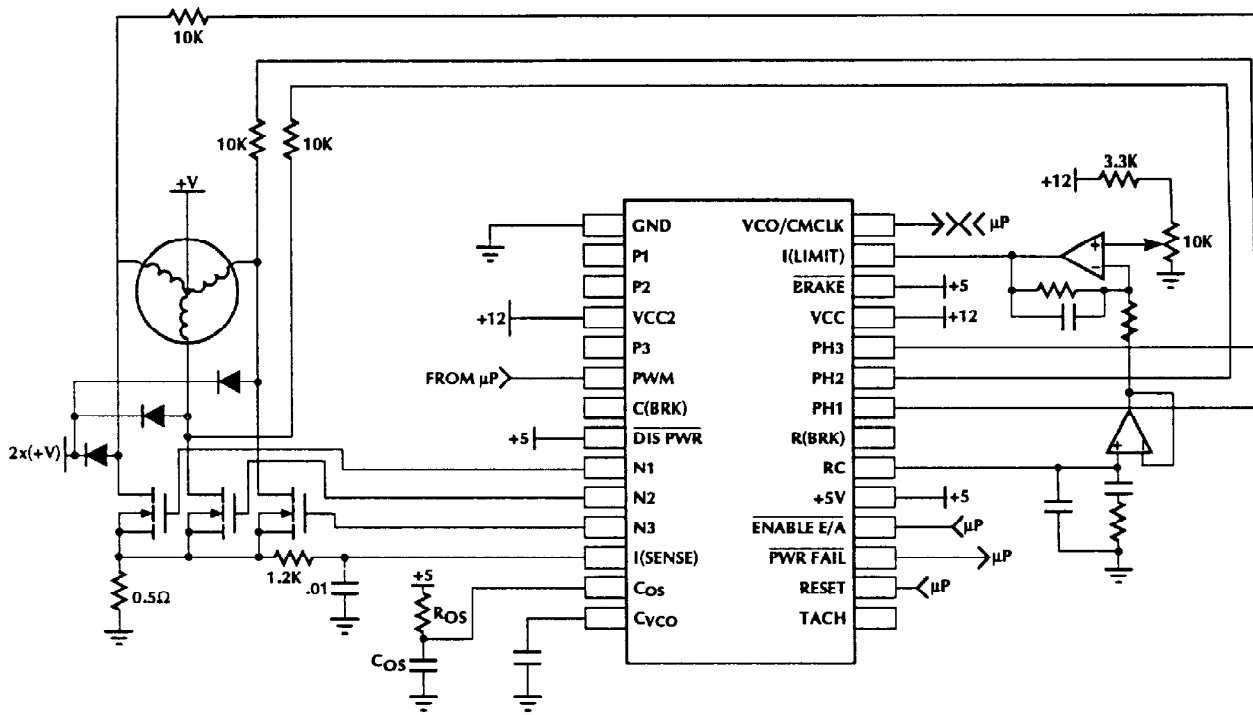 10K
10K
10K
+V
2x(+V)
0.5Ω
1.2K
.01
+5
ROS
COS
+12
FROM μP
+5
GND
P1
P2
VCC2
P3
PWM
C(BRK)
DIS PWR
N1
N2
N3
I(SENSE)
COS
CVCO
VCO/CMCLK
I(LIMIT)
BRAKE
VCC
PH3
PH2
PH1
R(BRK)
RC
+5V
ENABLE E/A
PWR FAIL
RESET
TACH
μP
+5
+12
+5
μP
μP
μP
+12
3.3K
10K
+
−
+
−